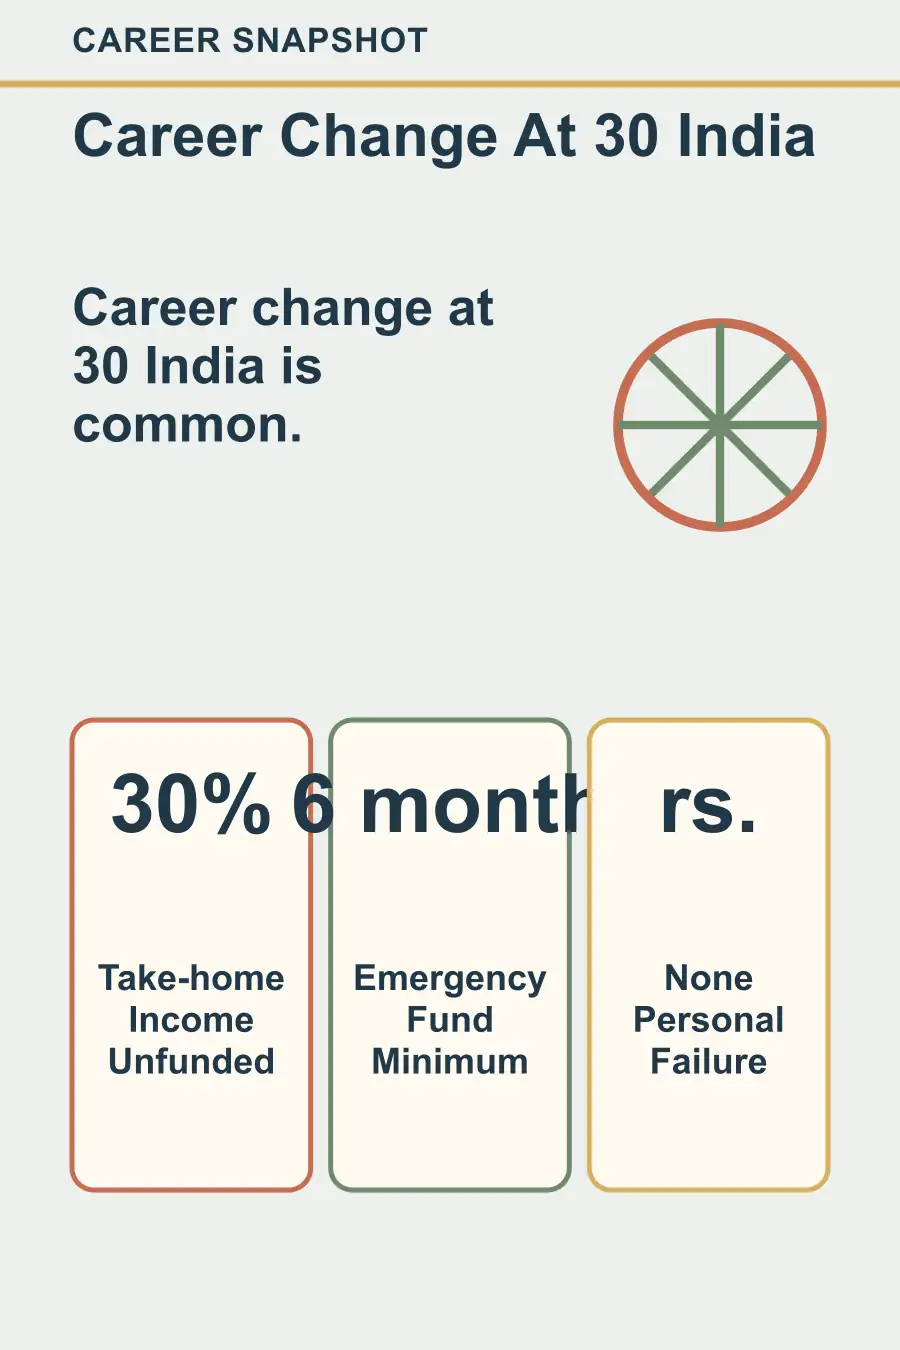 CAREER SNAPSHOT
Career Change At 30 India
Career change at
30 India is
common.
30%
6 month
rs.
Take-home
Income
Unfunded
Emergency
Fund
Minimum
None
Personal
Failure